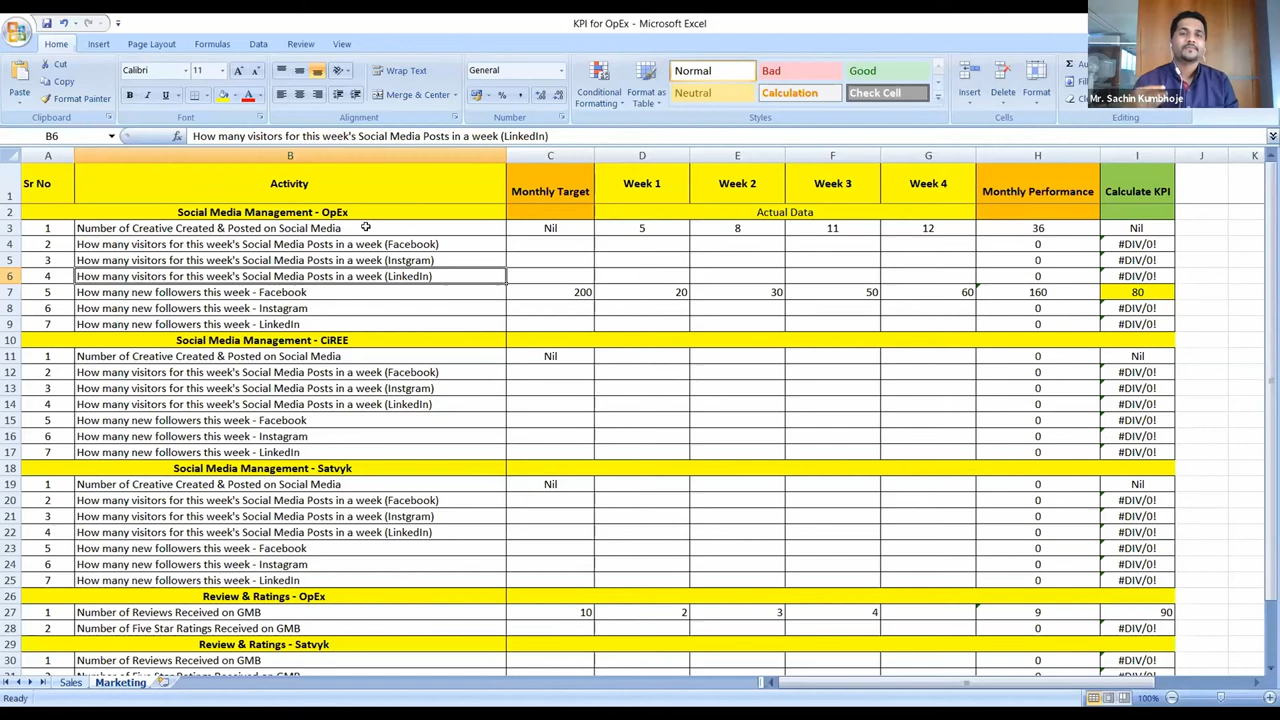 KPI for OpEx - Microsoft Excel
Home Insert Page Layout Formulas Data Review View
Cut
Copy
Format Painter
Paste
Clipboard
Calibri 11
B I U
Font
Wrap Text
Merge & Center
Alignment
General
Number
Conditional Formatting
Format as Table
Normal Bad Good
Neutral Calculation Check Cell
Styles
Insert Delete Format
Cells
Editing
Mr. Sachin Kumbhoje
B6 fx How many visitors for this week's Social Media Posts in a week (LinkedIn)
A B C D E F G H I J K
1 Sr No Activity Monthly Target Week 1 Week 2 Week 3 Week 4 Monthly Performance Calculate KPI
2 Social Media Management - OpEx Actual Data
3 1 Number of Creative Created & Posted on Social Media Nil 5 8 11 12 36 Nil
4 2 How many visitors for this week's Social Media Posts in a week (Facebook) 0 #DIV/0!
5 3 How many visitors for this week's Social Media Posts in a week (Instgram) 0 #DIV/0!
6 4 How many visitors for this week's Social Media Posts in a week (LinkedIn) 0 #DIV/0!
7 5 How many new followers this week - Facebook 200 20 30 50 60 160 80
8 6 How many new followers this week - Instagram 0 #DIV/0!
9 7 How many new followers this week - LinkedIn 0 #DIV/0!
10 Social Media Management - CiREE
11 1 Number of Creative Created & Posted on Social Media Nil 0 Nil
12 2 How many visitors for this week's Social Media Posts in a week (Facebook) 0 #DIV/0!
13 3 How many visitors for this week's Social Media Posts in a week (Instgram) 0 #DIV/0!
14 4 How many visitors for this week's Social Media Posts in a week (LinkedIn) 0 #DIV/0!
15 5 How many new followers this week - Facebook 0 #DIV/0!
16 6 How many new followers this week - Instagram 0 #DIV/0!
17 7 How many new followers this week - LinkedIn 0 #DIV/0!
18 Social Media Management - Satvyk
19 1 Number of Creative Created & Posted on Social Media Nil 0 Nil
20 2 How many visitors for this week's Social Media Posts in a week (Facebook) 0 #DIV/0!
21 3 How many visitors for this week's Social Media Posts in a week (Instgram) 0 #DIV/0!
22 4 How many visitors for this week's Social Media Posts in a week (LinkedIn) 0 #DIV/0!
23 5 How many new followers this week - Facebook 0 #DIV/0!
24 6 How many new followers this week - Instagram 0 #DIV/0!
25 7 How many new followers this week - LinkedIn 0 #DIV/0!
26 Review & Ratings - OpEx
27 1 Number of Reviews Received on GMB 10 2 3 4 9 90
28 2 Number of Five Star Ratings Received on GMB 0 #DIV/0!
29 Review & Ratings - Satvyk
30 1 Number of Reviews Received on GMB 0 #DIV/0!
Sales Marketing
Ready 100%